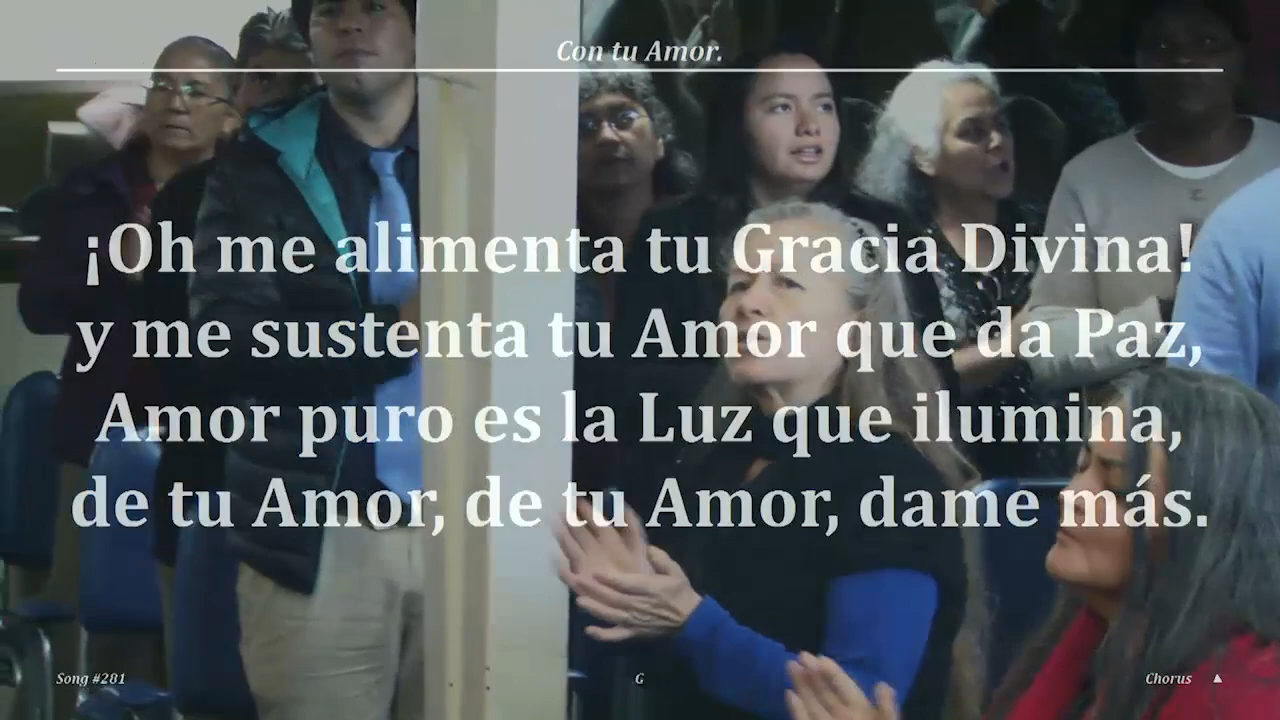 Con tu Amor.
¡Oh me alimenta tu Gracia Divina!
y me sustenta tu Amor que da Paz,
Amor puro es la Luz que ilumina,
de tu Amor, de tu Amor, dame más.
Song #281 G Chorus ▲